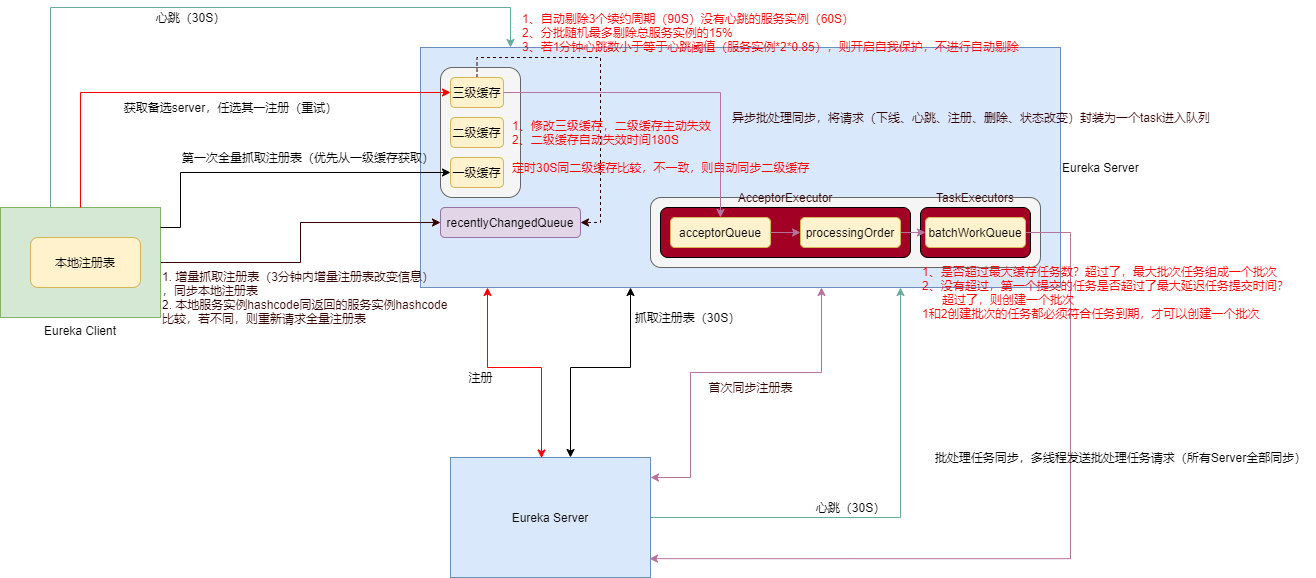 心跳（30S）
1、自动剔除3个续约周期（90S）没有心跳的服务实例（60S）
2、分批随机最多剔除总服务实例的15%
3、若1分钟心跳数小于等于心跳阈值（服务实例*2*0.85），则开启自我保护，不进行自动剔除
三级缓存
获取备选server，任选其一注册（重试）
异步批处理同步，将请求（下线、心跳、注册、删除、状态改变）封装为一个task进入队列
二级缓存
1、修改三级缓存，二级缓存主动失效
2、二级缓存自动失效时间180S
第一次全量抓取注册表（优先从一级缓存获取）
一级缓存
定时30S同二级缓存比较，不一致，则自动同步二级缓存
Eureka Server
AcceptorExecutor
TaskExecutors
recentlyChangedQueue
acceptorQueue
processingOrder
batchWorkQueue
本地注册表
1. 增量抓取注册表（3分钟内增量注册表改变信息）
，同步本地注册表
2. 本地服务实例hashcode同返回的服务实例hashcode
比较，若不同，则重新请求全量注册表
1、是否超过最大缓存任务数？超过了，最大批次任务组成一个批次
2、没有超过，第一个提交的任务是否超过了最大延迟任务提交时间？
超过了，则创建一个批次
1和2创建批次的任务都必须符合任务到期，才可以创建一个批次
Eureka Client
抓取注册表（30S）
注册
首次同步注册表
批处理任务同步，多线程发送批处理任务请求（所有Server全部同步）
Eureka Server
心跳（30S）